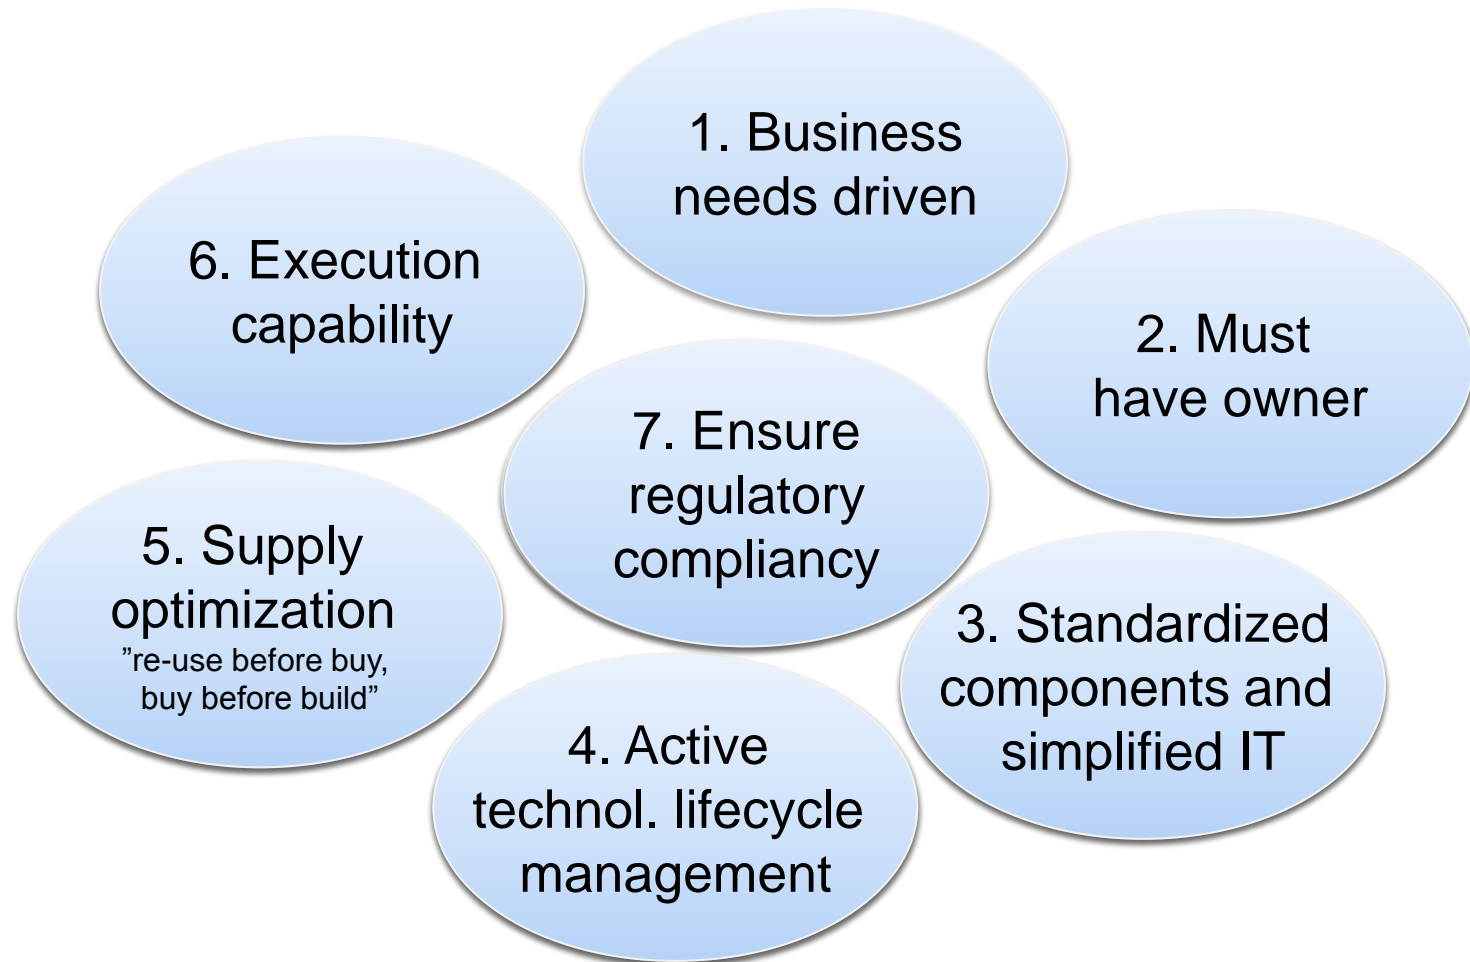 1. Business
needs driven
2. Must
have owner
3. Standardized
components and
simplified IT
4. Active
technol. lifecycle
management
5. Supply
optimization
”re-use before buy,
buy before build”
6. Execution
capability
7. Ensure
regulatory
compliancy